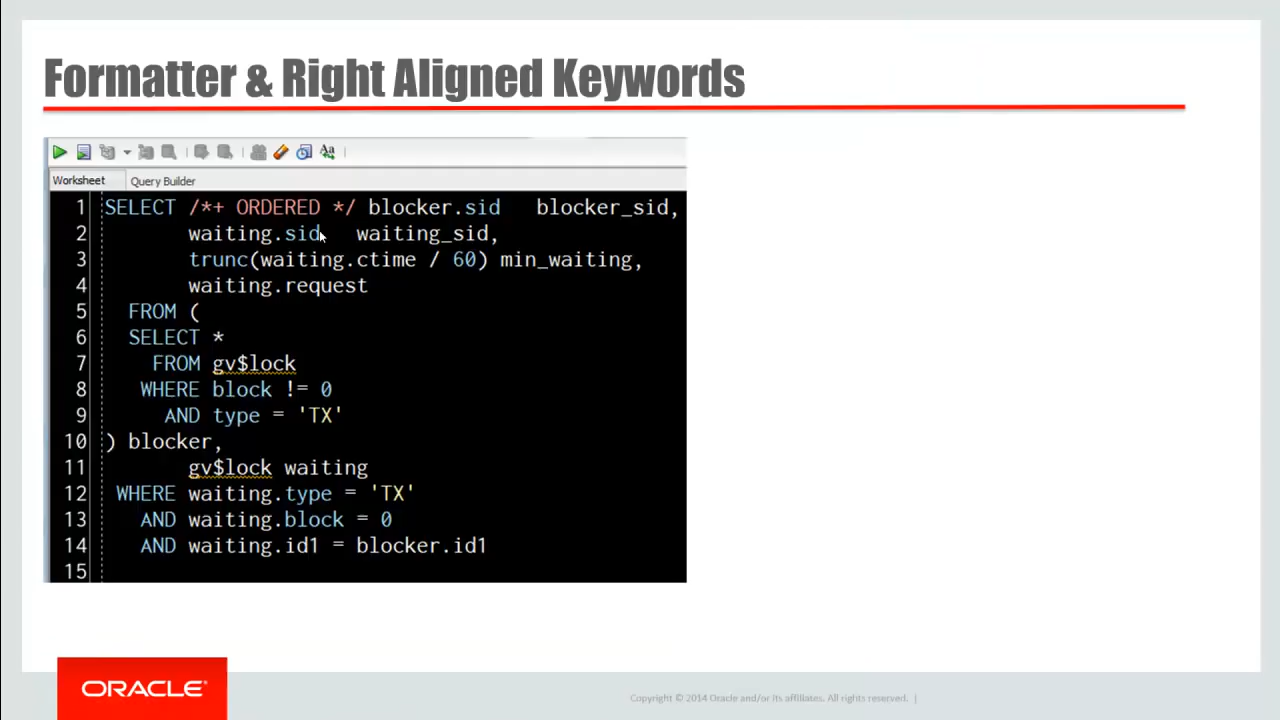 Formatter & Right Aligned Keywords
Worksheet Query Builder
1 SELECT /*+ ORDERED */ blocker.sid blocker_sid,
2 waiting.sid waiting_sid,
3 trunc(waiting.ctime / 60) min_waiting,
4 waiting.request
5 FROM (
6 SELECT *
7 FROM gv$lock
8 WHERE block != 0
9 AND type = 'TX'
10 ) blocker,
11 gv$lock waiting
12 WHERE waiting.type = 'TX'
13 AND waiting.block = 0
14 AND waiting.id1 = blocker.id1
15
ORACLE®
Copyright © 2014 Oracle and/or its affiliates. All rights reserved. |